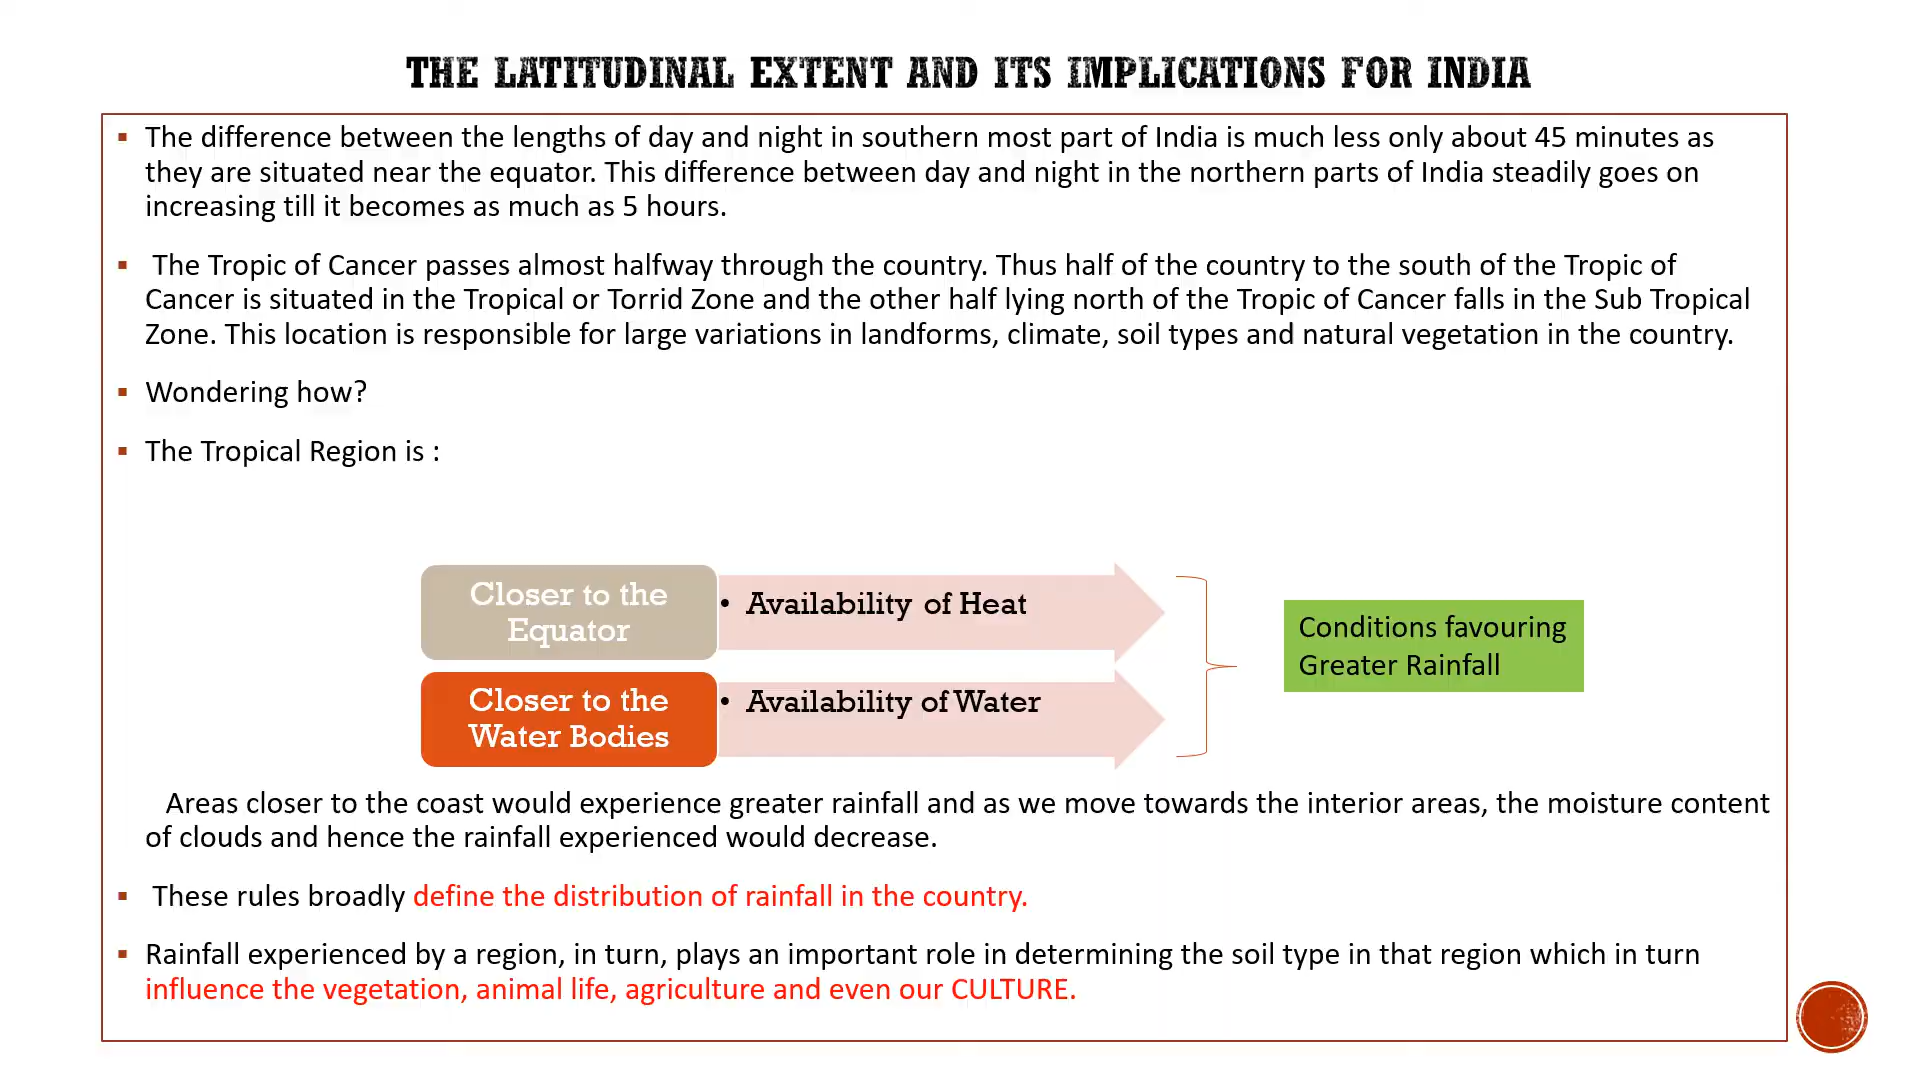 THE LATITUDINAL EXTENT AND ITS IMPLICATIONS FOR INDIA
▪ The difference between the lengths of day and night in southern most part of India is much less only about 45 minutes as
they are situated near the equator. This difference between day and night in the northern parts of India steadily goes on
increasing till it becomes as much as 5 hours.
▪ The Tropic of Cancer passes almost halfway through the country. Thus half of the country to the south of the Tropic of
Cancer is situated in the Tropical or Torrid Zone and the other half lying north of the Tropic of Cancer falls in the Sub Tropical
Zone. This location is responsible for large variations in landforms, climate, soil types and natural vegetation in the country.
▪ Wondering how?
▪ The Tropical Region is :
Closer to the
Equator
• Availability of Heat
Closer to the
Water Bodies
• Availability of Water
Conditions favouring
Greater Rainfall
Areas closer to the coast would experience greater rainfall and as we move towards the interior areas, the moisture content
of clouds and hence the rainfall experienced would decrease.
▪ These rules broadly define the distribution of rainfall in the country.
▪ Rainfall experienced by a region, in turn, plays an important role in determining the soil type in that region which in turn
influence the vegetation, animal life, agriculture and even our CULTURE.